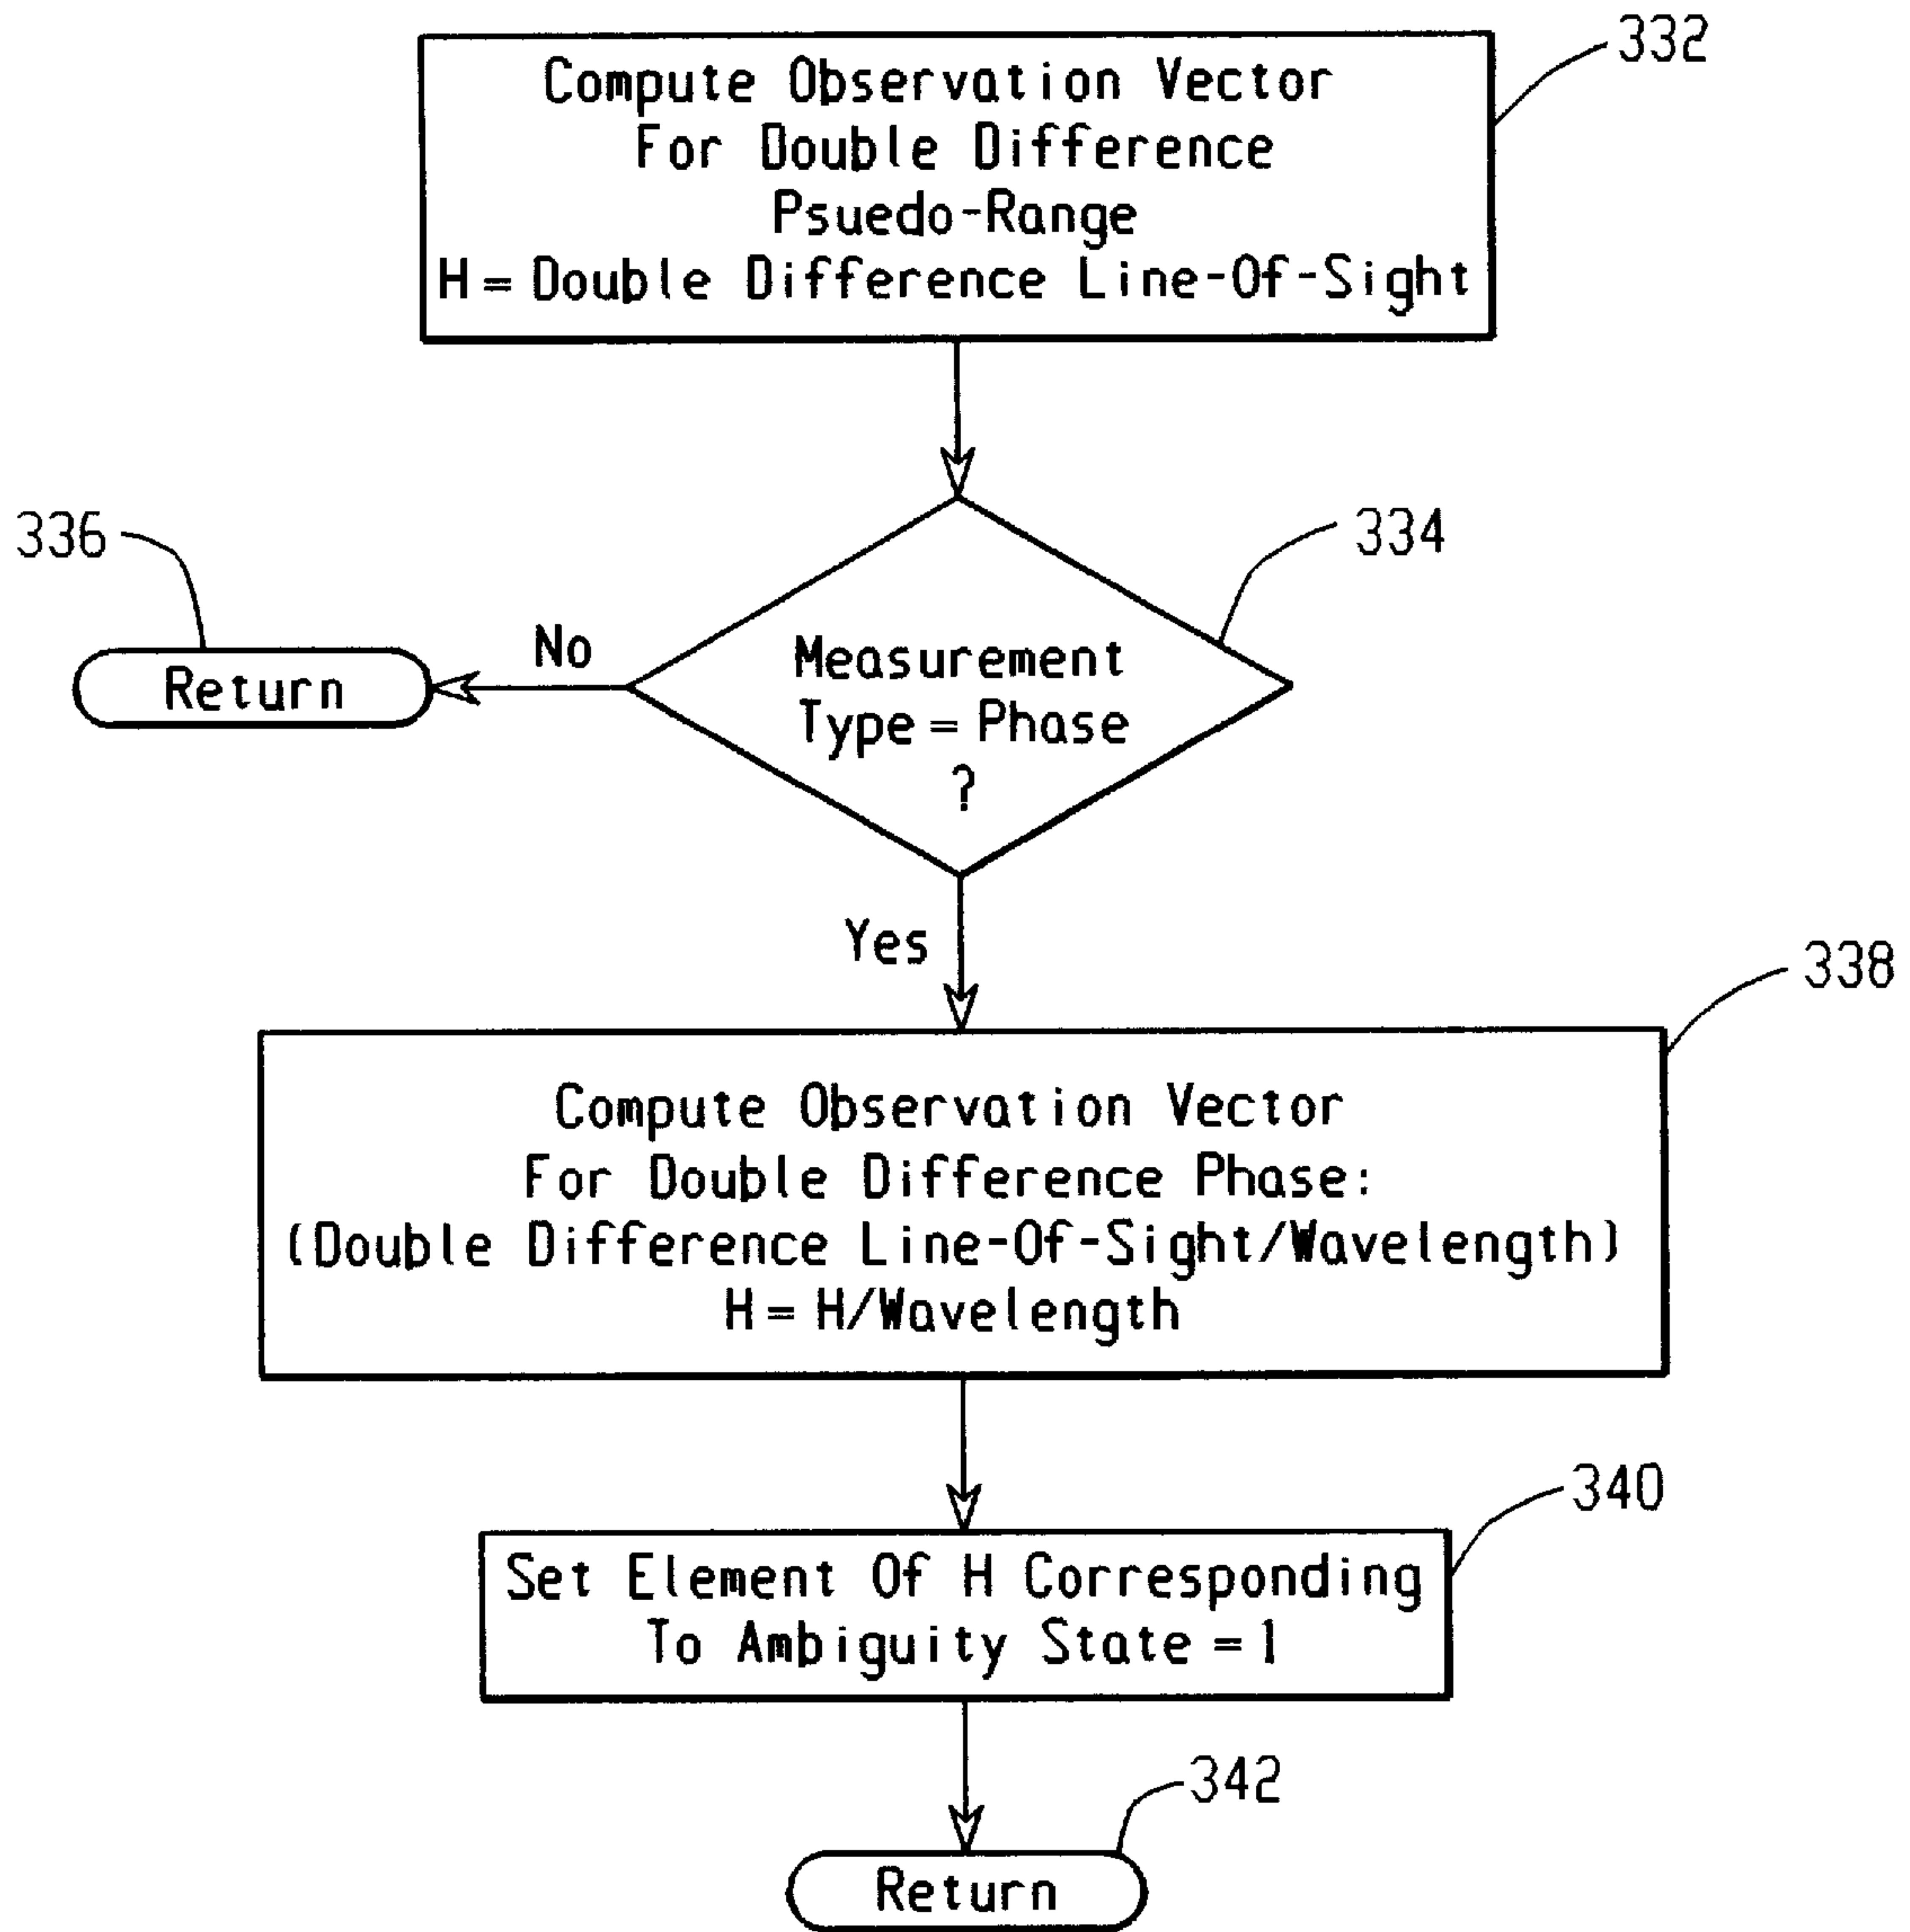 332
Compute Observation Vector
For Double Difference
Psuedo-Range
H = Double Difference Line-Of-Sight
334
336
No
Return
Measurement
Type = Phase
?
Yes
338
Compute Observation Vector
For Double Difference Phase:
(Double Difference Line-Of-Sight/Wavelength)
H = H/Wavelength
340
Set Element Of H Corresponding
To Ambiguity State = 1
342
Return